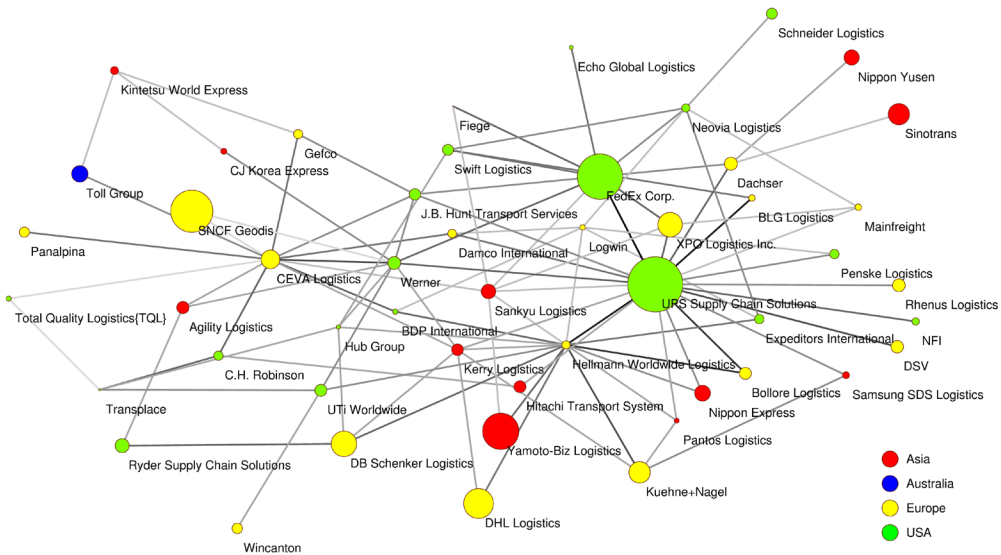 Schneider Logistics
Echo Global Logistics
Nippon Yusen
Kintetsu World Express
Fiege
Neovia Logistics
Sinotrans
Gefco
CJ Korea Express
Swift Logistics
Toll Group
FedEx Corp.
Dachser
J.B. Hunt Transport Services
BLG Logistics
SNCF Geodis
Mainfreight
Logwin
XPO Logistics Inc.
Panalpina
Damco International
CEVA Logistics
Werner
Penske Logistics
UPS Supply Chain Solutions
Rhenus Logistics
Sankyu Logistics
Total Quality Logistics{TQL}
Agility Logistics
BDP International
Expeditors International
NFI
Hub Group
Hellmann Worldwide Logistics
DSV
Kerry Logistics
C.H. Robinson
Bollore Logistics
Samsung SDS Logistics
Hitachi Transport System
Transplace
UTi Worldwide
Nippon Express
Pantos Logistics
Yamoto-Biz Logistics
Ryder Supply Chain Solutions
DB Schenker Logistics
Asia
Kuehne+Nagel
Australia
Europe
DHL Logistics
USA
Wincanton